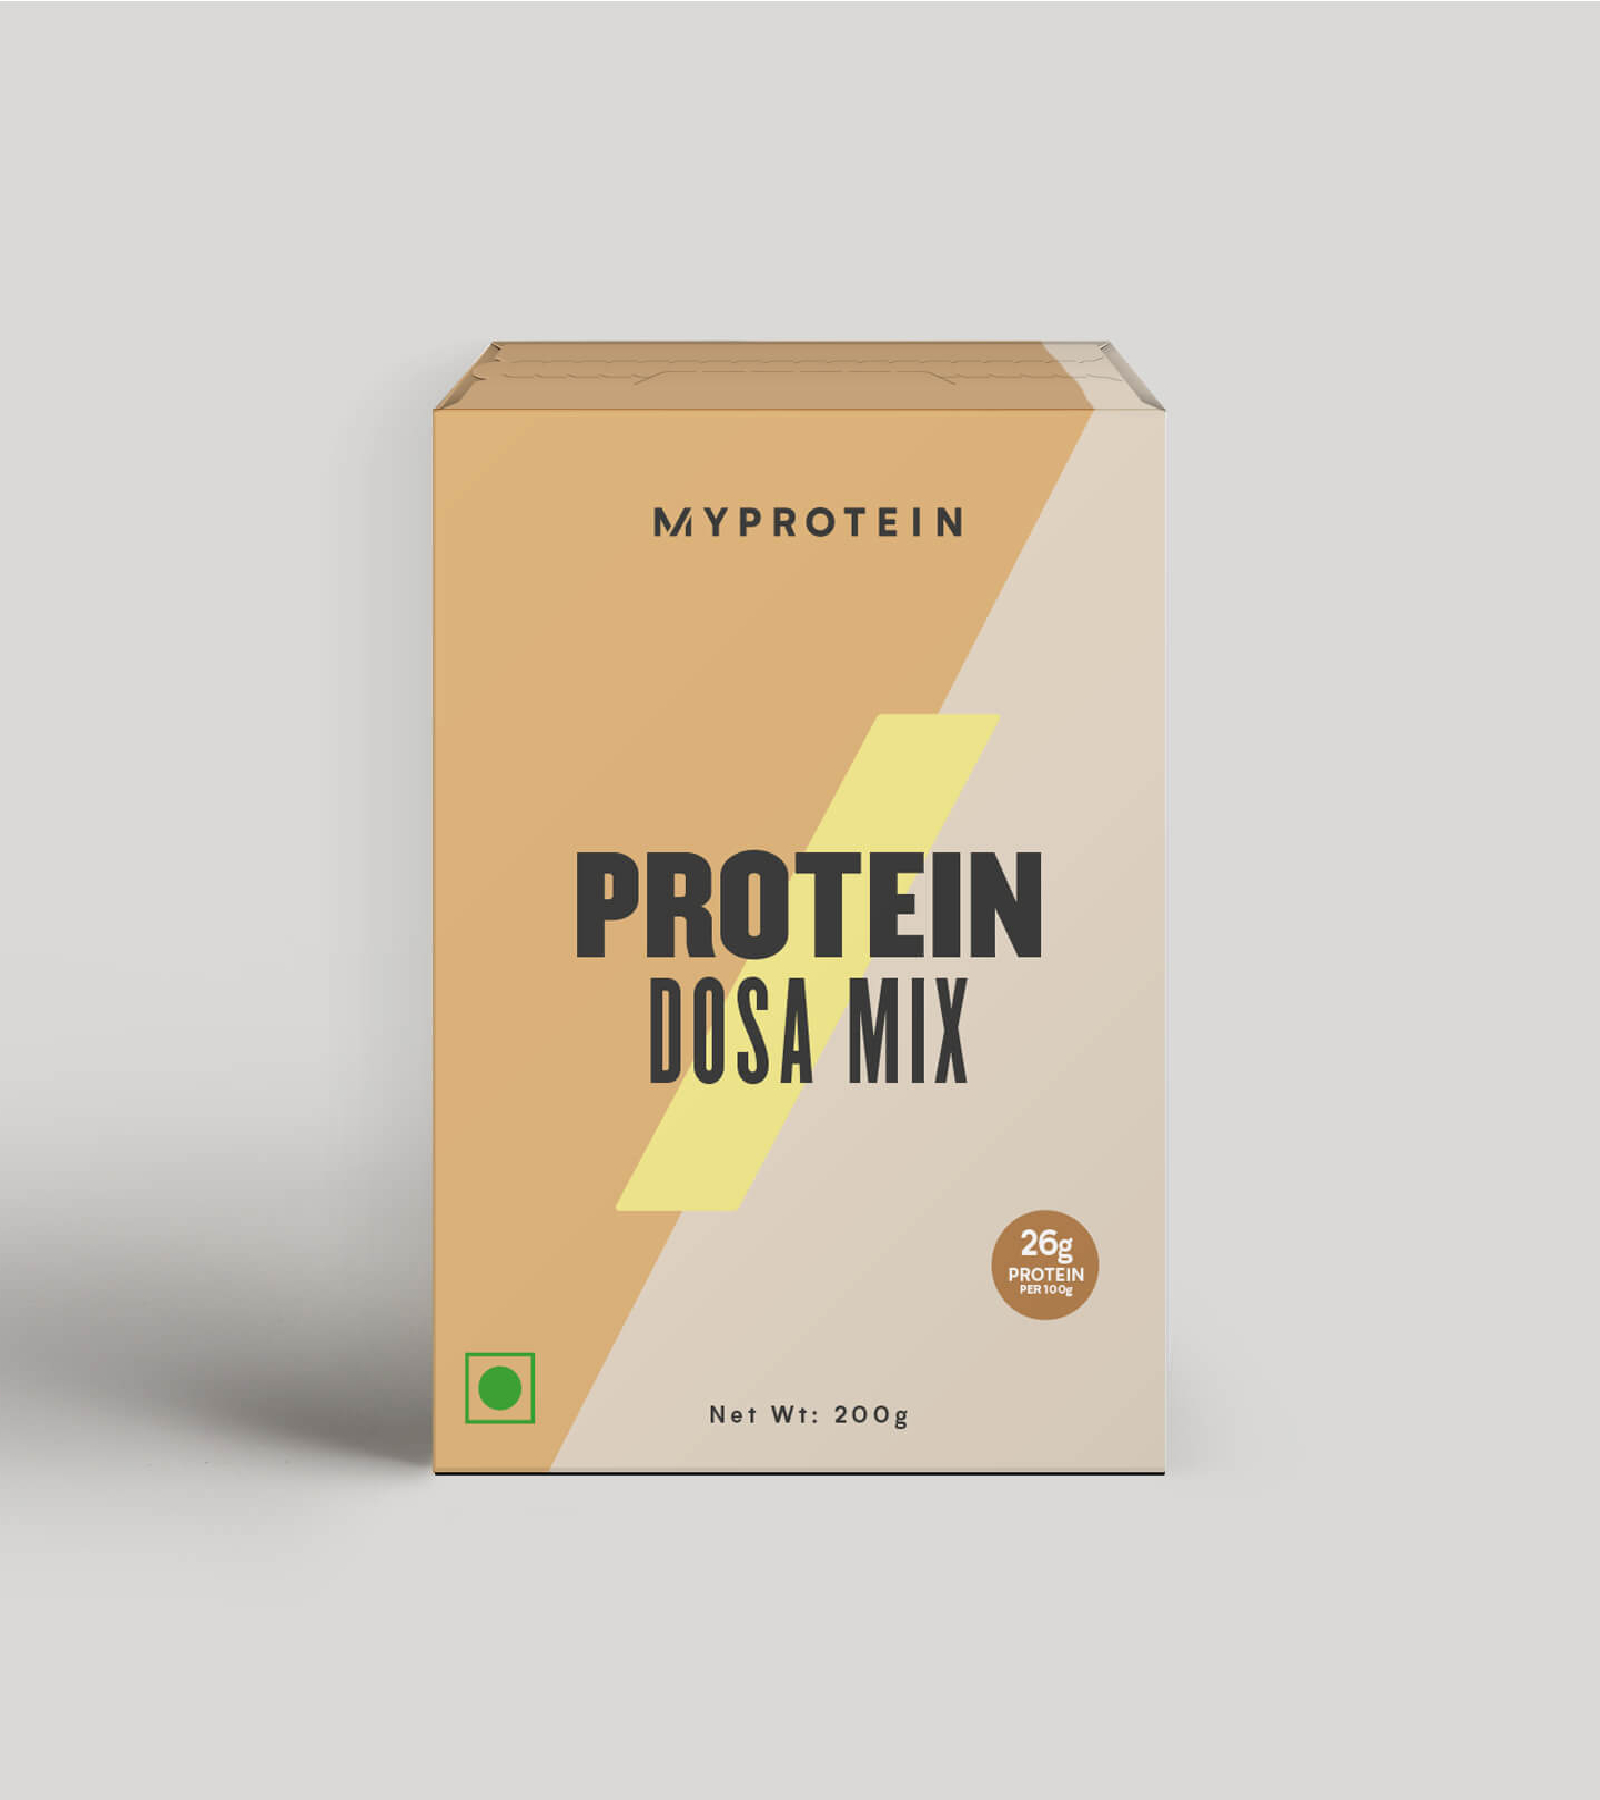 MYPROTEIN
PROTEIN
DOSA MIX
26g
PROTEIN
PER 100g
Net Wt: 200g